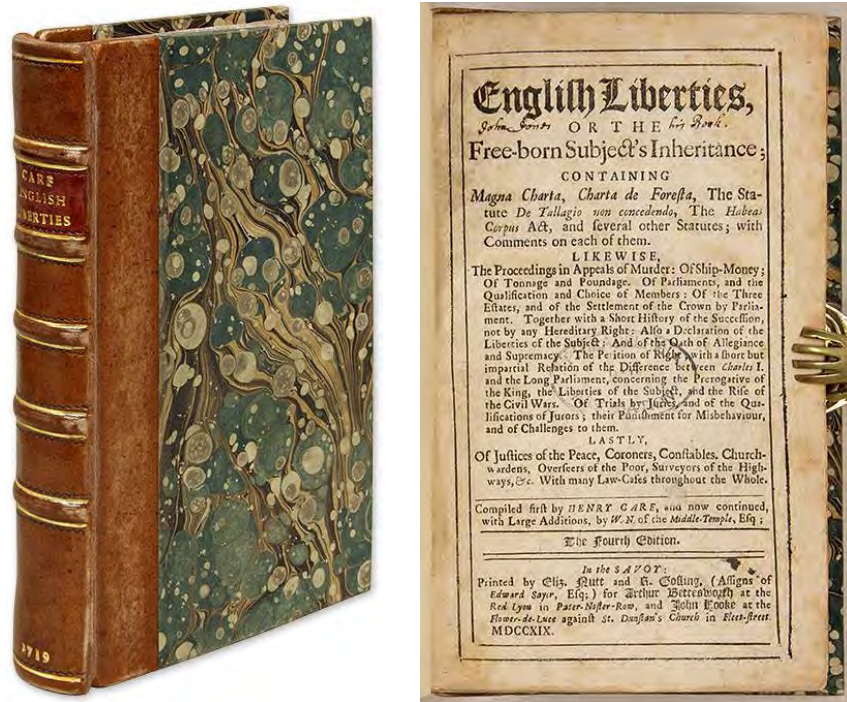 CARE
ENGLISH
LIBERTIES
1719
Engliſh Liberties,
John Jones OR THE his Book.
Free-born Subject's Inheritance;
CONTAINING
Magna Charta, Charta de Foreſta, The Sta-
tute De Tallagio non concedendo, The Habeas
Corpus Act, and ſeveral other Statutes; with
Comments on each of them.
LIKEWISE,
The Proceedings in Appeals of Murder: Of Ship-Money;
Of Tonnage and Poundage. Of Parliaments, and the
Qualification and Choice of Members: Of the Three
Eſtates, and of the Settlement of the Crown by Parlia-
ment. Together with a Short Hiſtory of the Succeſſion,
not by any Hereditary Right: Alſo a Declaration of the
Liberties of the Subject; And of the Oath of Allegiance
and Supremacy. The Petition of Right; with a ſhort but
impartial Relation of the Difference between Charles I.
and the Long Parliament, concerning the Prerogative of
the King, the Liberties of the Subject, and the Riſe of
the Civil Wars. Of Trials by Juries, and of the Qua-
lifications of Jurors; their Puniſhment for Misbehaviour,
and of Challenges to them.
LASTLY,
Of Juſtices of the Peace, Coroners, Conſtables, Church-
wardens, Overſeers of the Poor, Surveyors of the High-
ways, &c. With many Law-Caſes throughout the Whole.
Compiled firſt by HENRY CARE, and now continued,
with Large Additions, by W. N. of the Middle-Temple, Eſq;
The Fourth Edition.
In the SAVOY:
Printed by Eliz. Nutt and R. Goſling, (Aſſigns of
Edward Sayer, Eſq;) for Arthur Bettesworth at the
Red Lyon in Pater-Noſter-Row, and John Hooke at the
Flower-de-Luce againſt St. Dunſtan's Church in Fleet-ſtreet.
MDCCXIX.